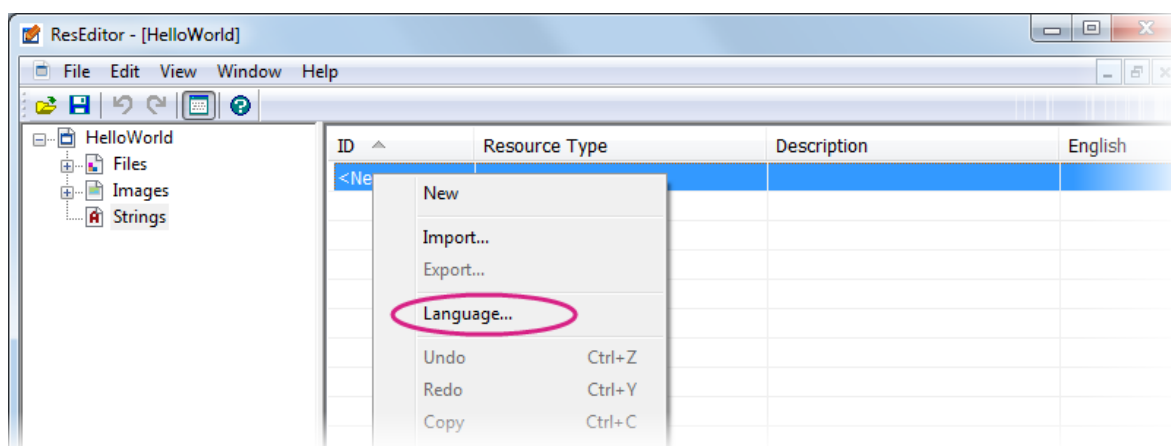 ResEditor - [HelloWorld]
File Edit View Window Help
HelloWorld
Files
Images
Strings
ID Resource Type Description English
<Ne
New
Import...
Export...
Language...
Undo Ctrl+Z
Redo Ctrl+Y
Copy Ctrl+C